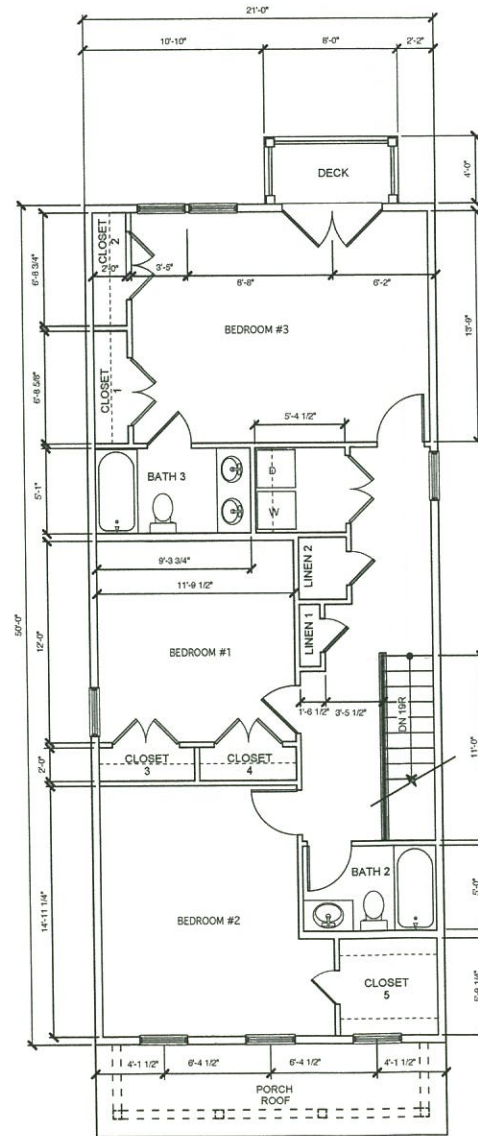 21'-0"
10'-10"
8'-0"
2'-2"
4'-0"
DECK
CLOSET
2
6'-8 3/4"
2'-0"
3'-5"
8'-8"
6'-2"
13'-9"
BEDROOM #3
CLOSET
1
6'-8 5/8"
5'-4 1/2"
BATH 3
D
W
5'-1"
9'-3 3/4"
LINEN 2
11'-9 1/2"
LINEN 1
50'-0"
12'-0"
BEDROOM #1
1'-6 1/2"
3'-5 1/2"
DN 19R
11'-0"
CLOSET
3
CLOSET
4
2'-0"
BATH 2
5'-0"
BEDROOM #2
14'-11 1/4"
CLOSET
5
4'-1 1/2"
6'-4 1/2"
6'-4 1/2"
4'-1 1/2"
PORCH
ROOF